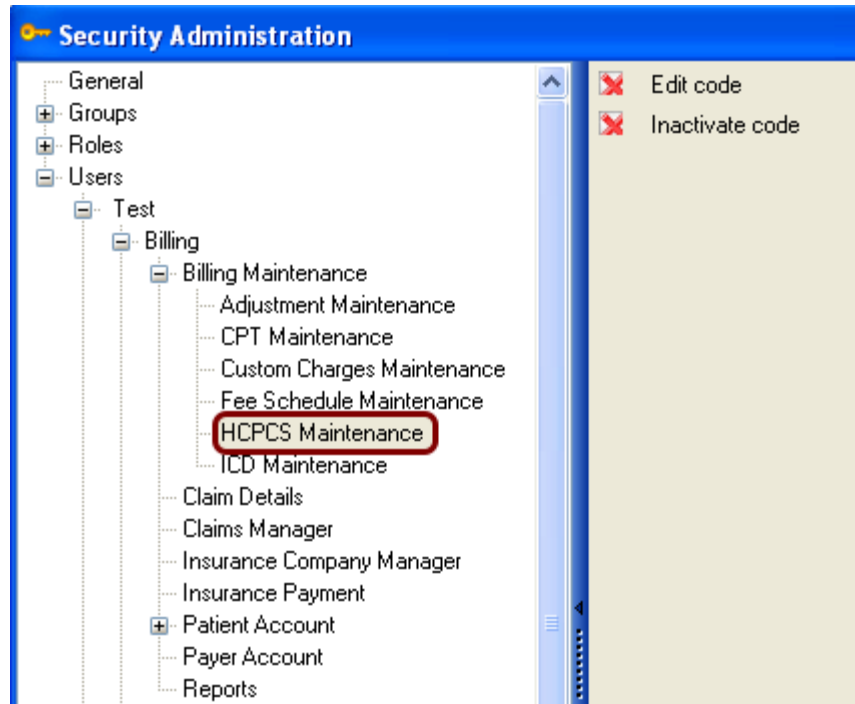 Security Administration
General
Groups
Roles
Users
Test
Billing
Billing Maintenance
Adjustment Maintenance
CPT Maintenance
Custom Charges Maintenance
Fee Schedule Maintenance
HCPCS Maintenance
ICD Maintenance
Claim Details
Claims Manager
Insurance Company Manager
Insurance Payment
Patient Account
Payer Account
Reports
Edit code
Inactivate code